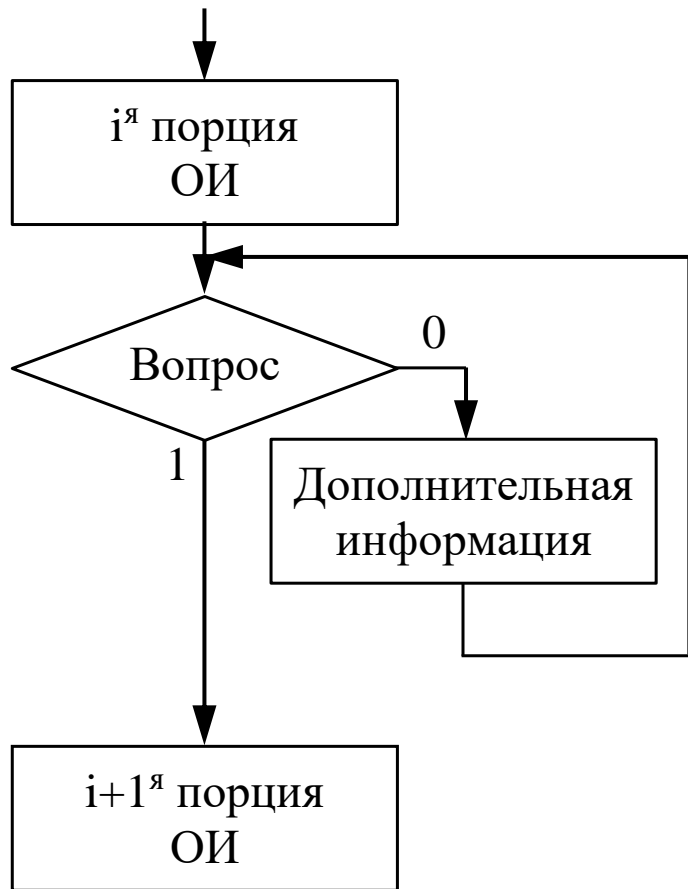 iя порция
ОИ
Вопрос
0
1
Дополнительная
информация
i+1я порция
ОИ